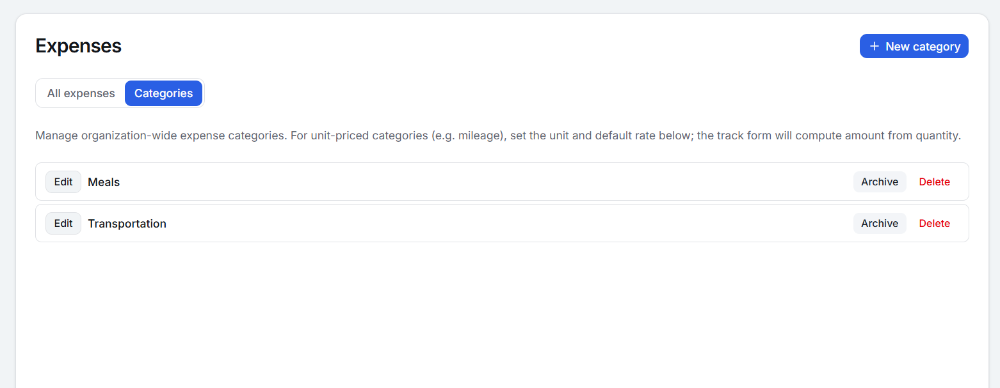 Expenses
+ New category
All expenses
Categories
Manage organization-wide expense categories. For unit-priced categories (e.g. mileage), set the unit and default rate below; the track form will compute amount from quantity.
Edit Meals Archive Delete
Edit Transportation Archive Delete